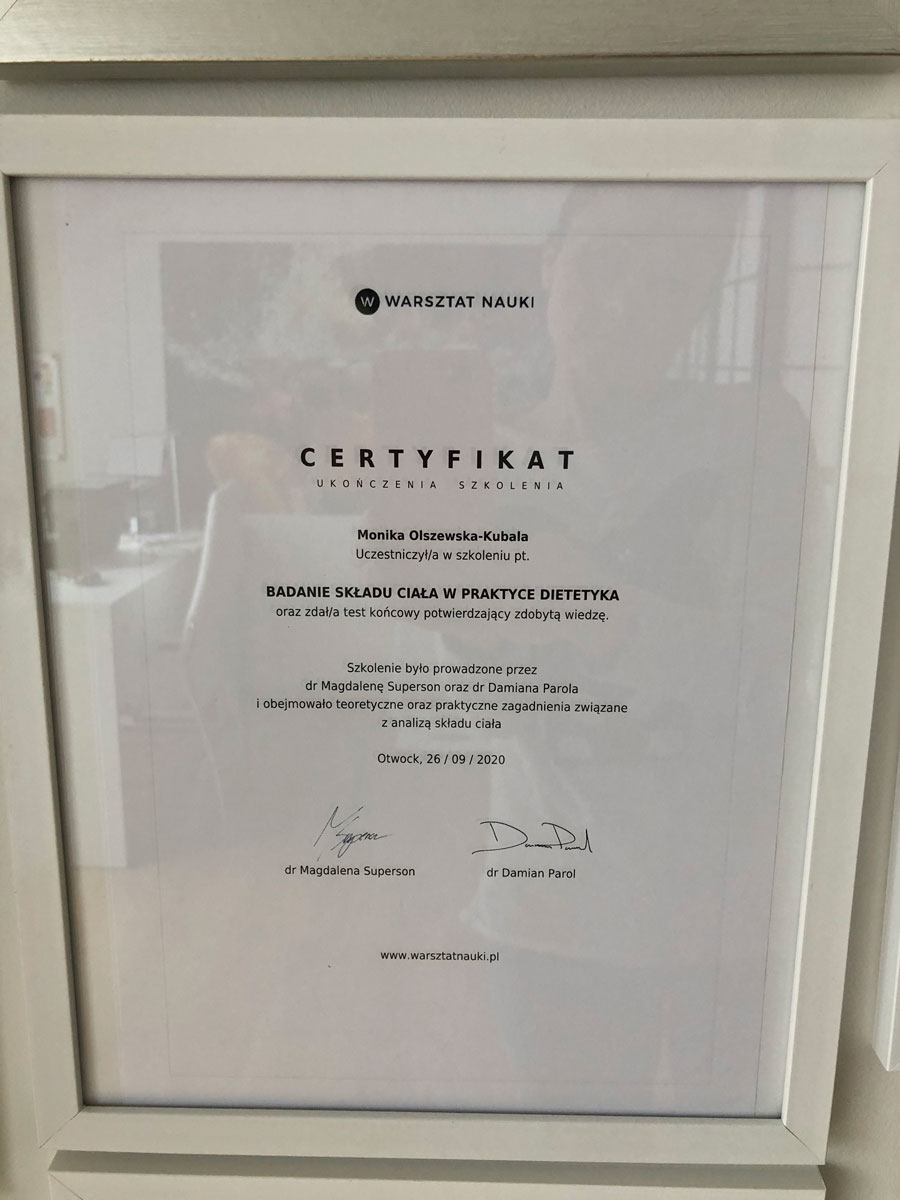 W WARSZTAT NAUKI
CERTYFIKAT
UKOŃCZENIA SZKOLENIA
Monika Olszewska-Kubala
Uczestniczył/a w szkoleniu pt.
BADANIE SKŁADU CIAŁA W PRAKTYCE DIETETYKA
oraz zdał/a test końcowy potwierdzający zdobytą wiedzę.
Szkolenie było prowadzone przez
dr Magdalenę Superson oraz dr Damiana Parola
i obejmowało teoretyczne oraz praktyczne zagadnienia związane
z analizą składu ciała
Otwock, 26 / 09 / 2020
dr Magdalena Superson dr Damian Parol
www.warsztatnauki.pl